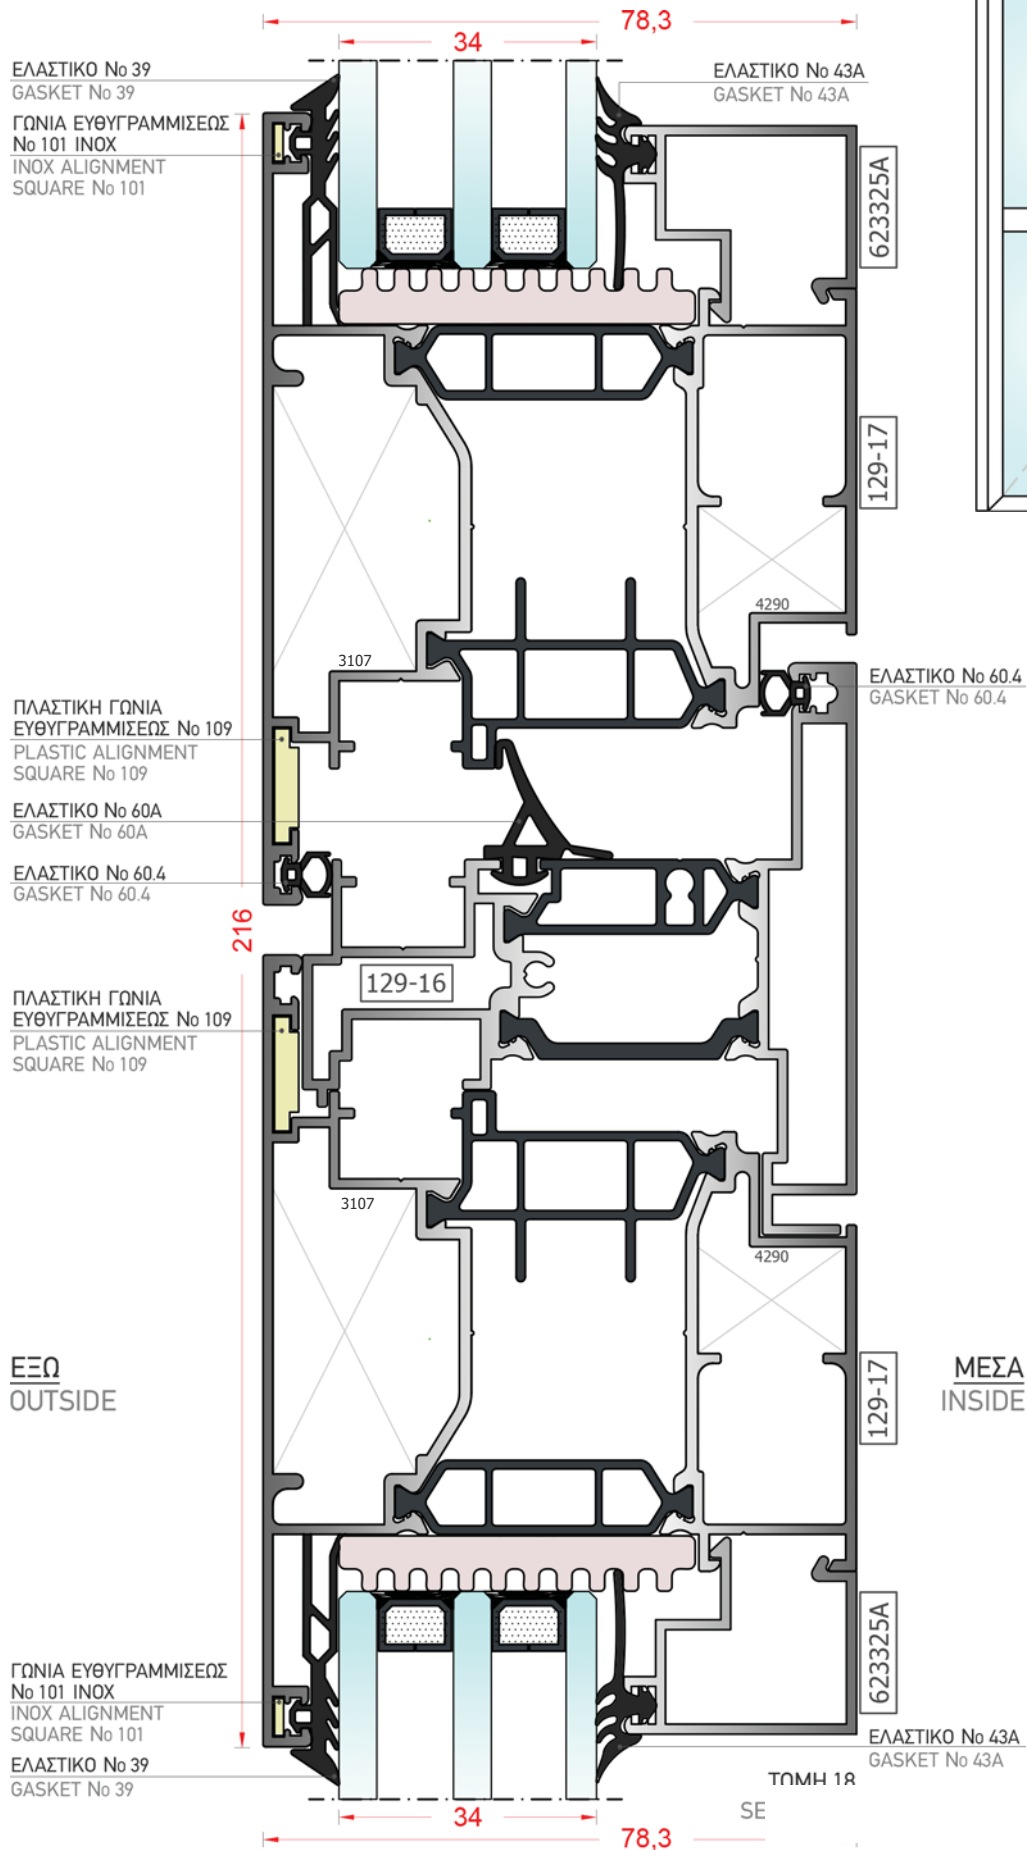 78,3
34
ΕΛΑΣΤΙΚΟ Νο 39
GASKET No 39
ΓΩΝΙΑ ΕΥΘΥΓΡΑΜΜΙΣΕΩΣ
Νο 101 INOX
INOX ALIGNMENT
SQUARE No 101
ΕΛΑΣΤΙΚΟ Νο 43Α
GASKET No 43A
623325A
129-17
4290
3107
ΕΛΑΣΤΙΚΟ Νο 60.4
GASKET No 60.4
ΠΛΑΣΤΙΚΗ ΓΩΝΙΑ
ΕΥΘΥΓΡΑΜΜΙΣΕΩΣ Νο 109
PLASTIC ALIGNMENT
SQUARE No 109
ΕΛΑΣΤΙΚΟ Νο 60Α
GASKET No 60A
ΕΛΑΣΤΙΚΟ Νο 60.4
GASKET No 60.4
216
129-16
ΠΛΑΣΤΙΚΗ ΓΩΝΙΑ
ΕΥΘΥΓΡΑΜΜΙΣΕΩΣ Νο 109
PLASTIC ALIGNMENT
SQUARE No 109
3107
4290
ΕΞΩ
OUTSIDE
129-17
ΜΕΣΑ
INSIDE
623325A
ΓΩΝΙΑ ΕΥΘΥΓΡΑΜΜΙΣΕΩΣ
Νο 101 INOX
INOX ALIGNMENT
SQUARE No 101
ΕΛΑΣΤΙΚΟ Νο 39
GASKET No 39
ΕΛΑΣΤΙΚΟ Νο 43Α
GASKET No 43A
ΤΟΜΗ 18
SE
34
78,3